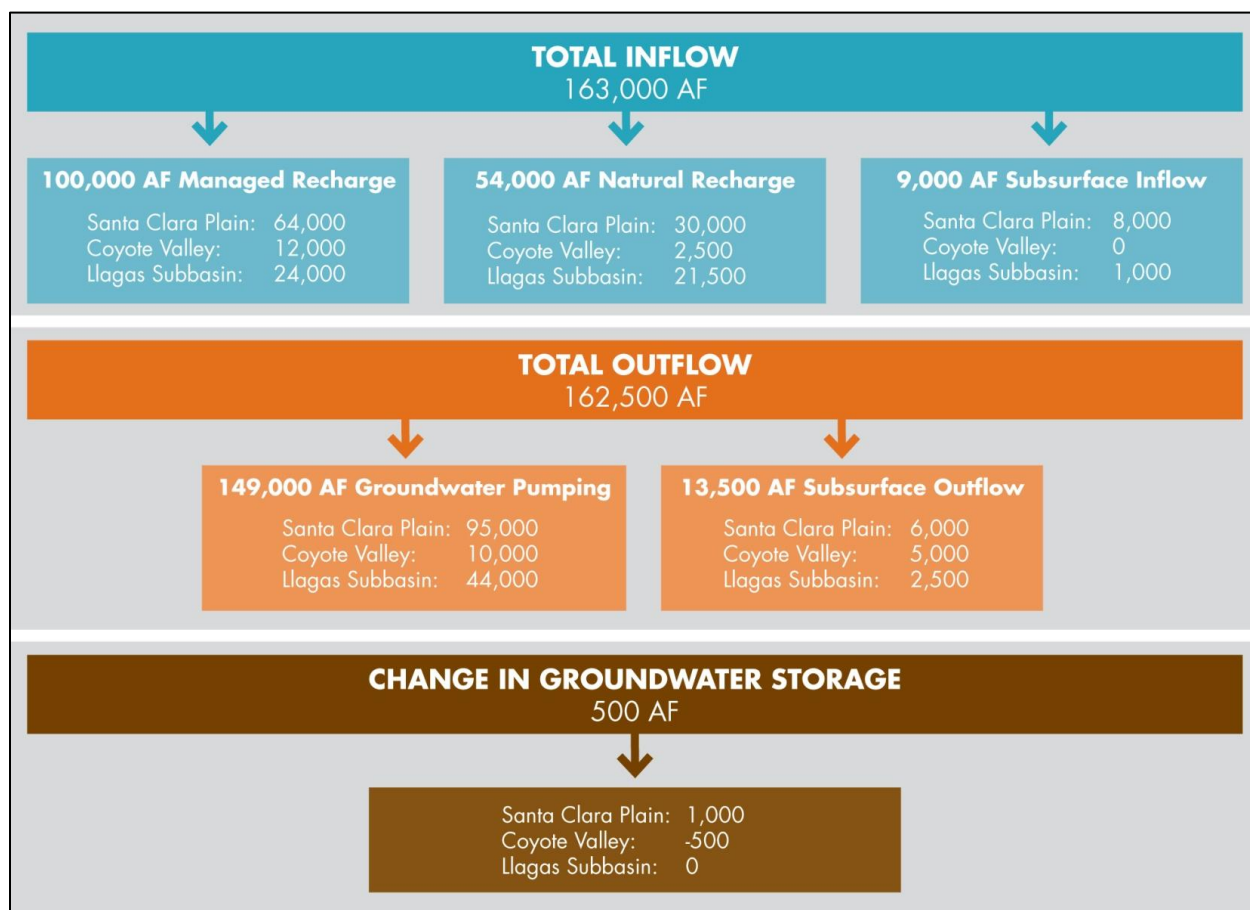 TOTAL INFLOW
163,000 AF
100,000 AF Managed Recharge
Santa Clara Plain: 64,000
Coyote Valley: 12,000
Llagas Subbasin: 24,000
54,000 AF Natural Recharge
Santa Clara Plain: 30,000
Coyote Valley: 2,500
Llagas Subbasin: 21,500
9,000 AF Subsurface Inflow
Santa Clara Plain: 8,000
Coyote Valley: 0
Llagas Subbasin: 1,000
TOTAL OUTFLOW
162,500 AF
149,000 AF Groundwater Pumping
Santa Clara Plain: 95,000
Coyote Valley: 10,000
Llagas Subbasin: 44,000
13,500 AF Subsurface Outflow
Santa Clara Plain: 6,000
Coyote Valley: 5,000
Llagas Subbasin: 2,500
CHANGE IN GROUNDWATER STORAGE
500 AF
Santa Clara Plain: 1,000
Coyote Valley: -500
Llagas Subbasin: 0